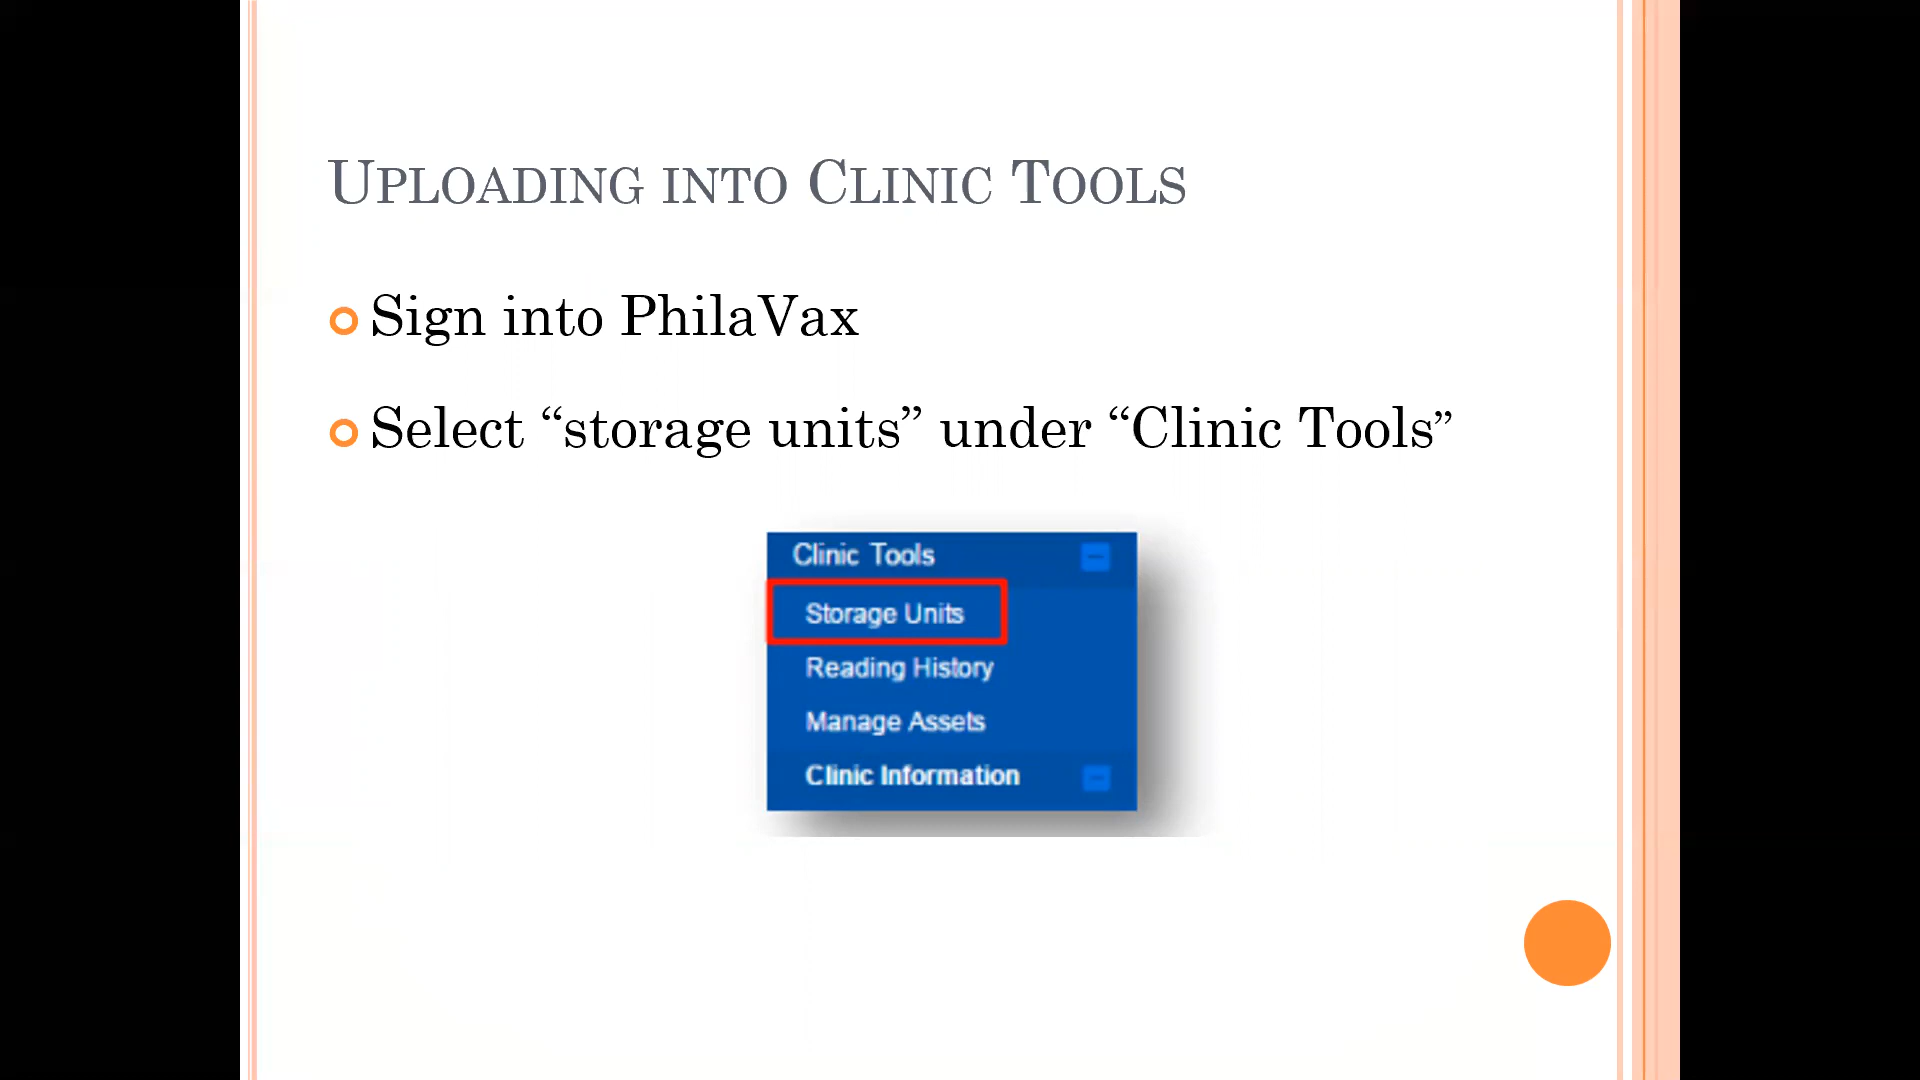 Uploading into Clinic Tools
Sign into PhilaVax
Select “storage units” under “Clinic Tools”
Clinic Tools
Storage Units
Reading History
Manage Assets
Clinic Information